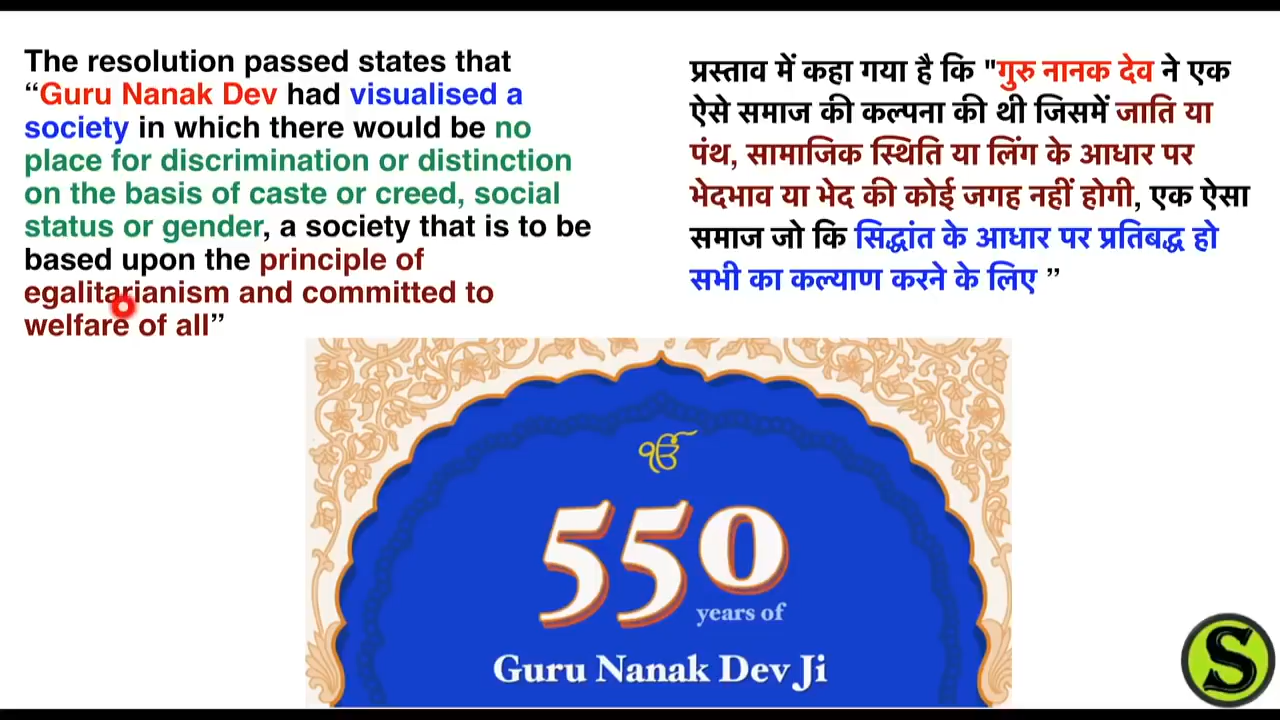 The resolution passed states that
“Guru Nanak Dev had visualised a
society in which there would be no
place for discrimination or distinction
on the basis of caste or creed, social
status or gender, a society that is to be
based upon the principle of
egalitarianism and committed to
welfare of all”
प्रस्ताव में कहा गया है कि "गुरु नानक देव ने एक
ऐसे समाज की कल्पना की थी जिसमें जाति या
पंथ, सामाजिक स्थिति या लिंग के आधार पर
भेदभाव या भेद की कोई जगह नहीं होगी, एक ऐसा
समाज जो कि सिद्धांत के आधार पर प्रतिबद्ध हो
सभी का कल्याण करने के लिए ”
ੴ
550
years of
Guru Nanak Dev Ji
S